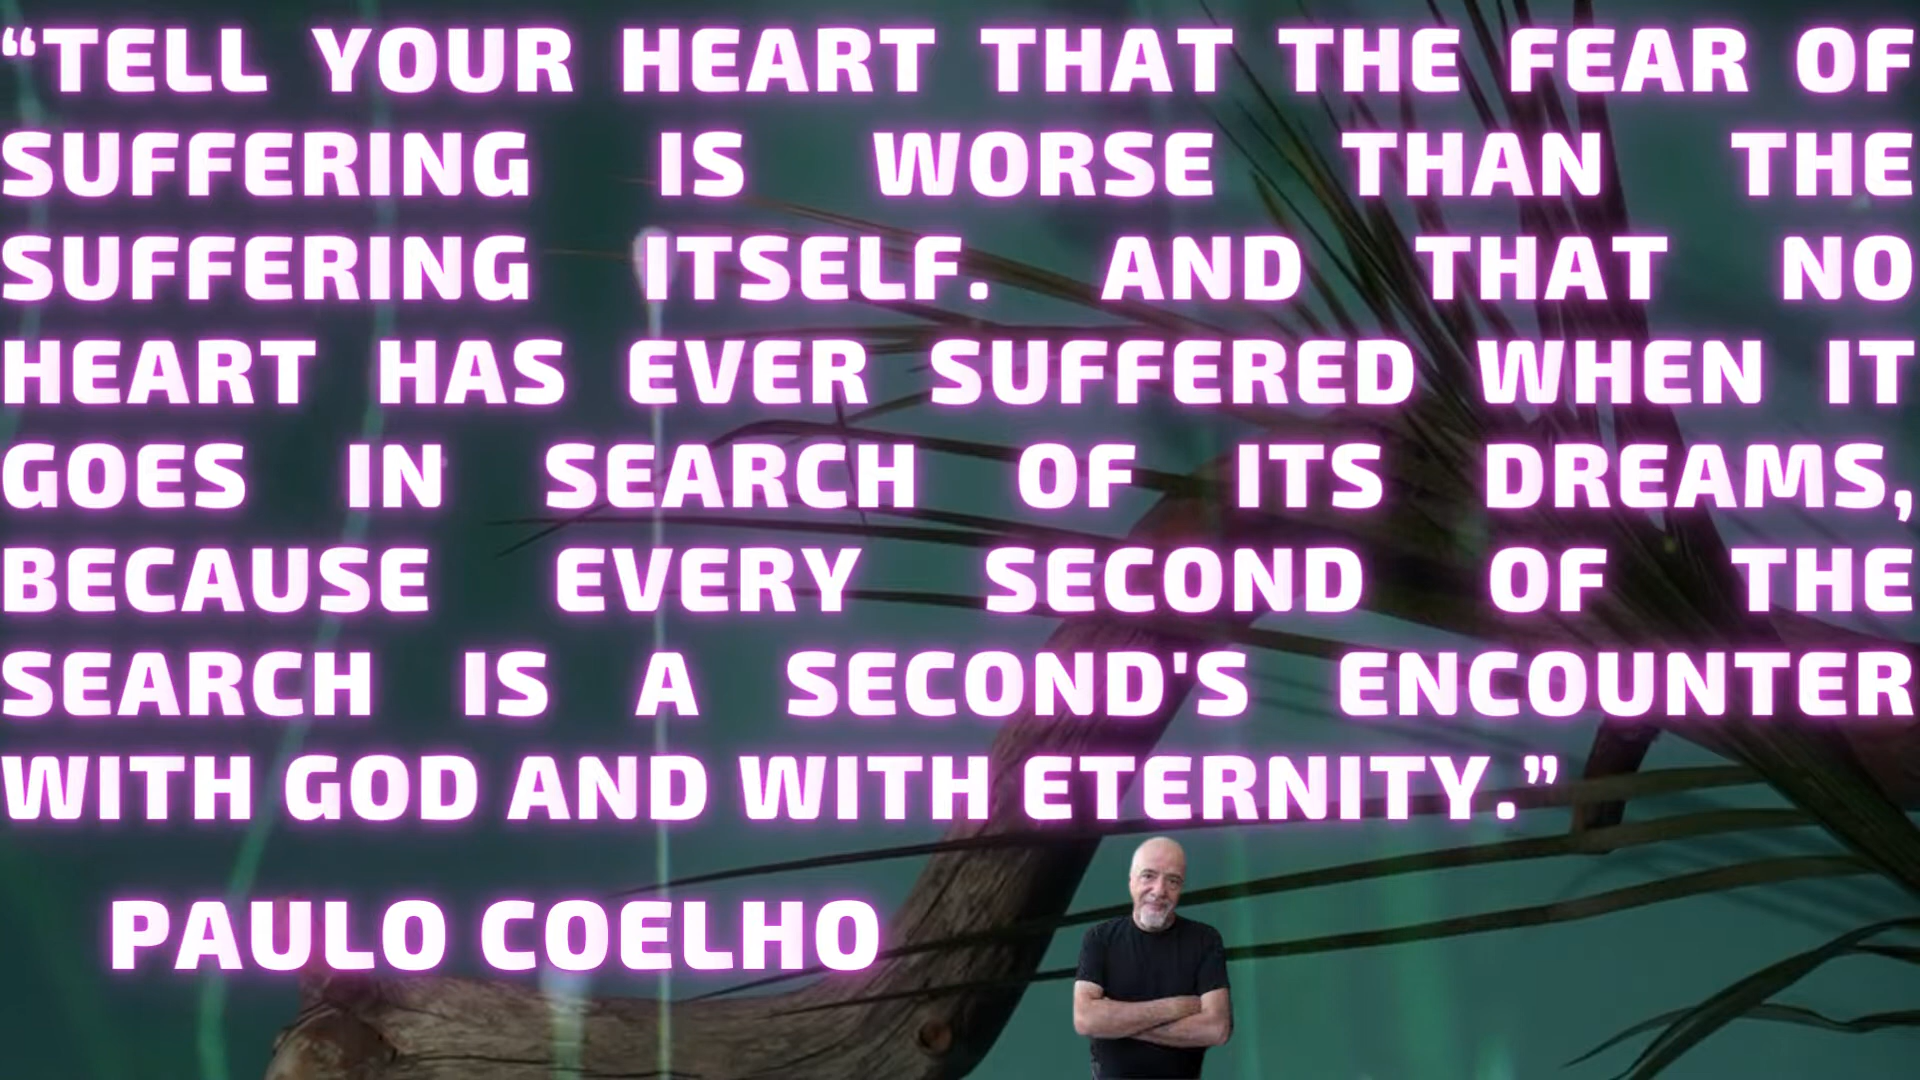 “TELL YOUR HEART THAT THE FEAR OF
SUFFERING IS WORSE THAN THE
SUFFERING ITSELF. AND THAT NO
HEART HAS EVER SUFFERED WHEN IT
GOES IN SEARCH OF ITS DREAMS,
BECAUSE EVERY SECOND OF THE
SEARCH IS A SECOND'S ENCOUNTER
WITH GOD AND WITH ETERNITY.”
PAULO COELHO